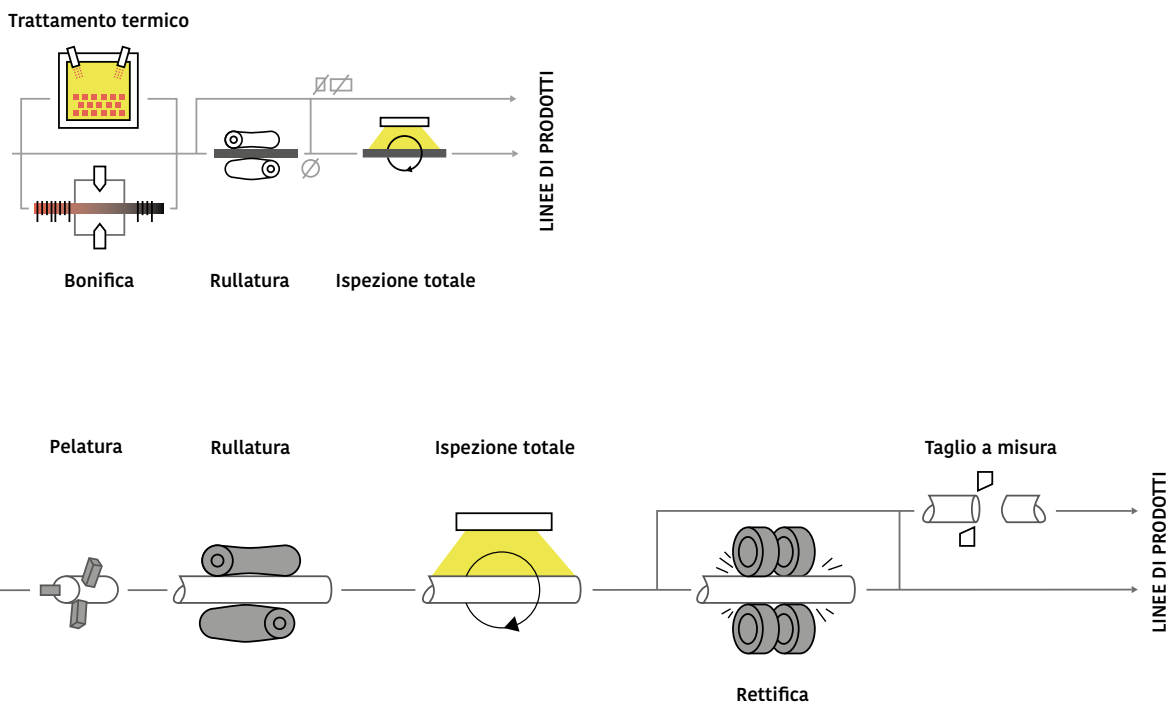 Trattamento termico
LINEE DI PRODOTTI
Bonifica
Rullatura
Ispezione totale
Pelatura
Rullatura
Ispezione totale
Taglio a misura
LINEE DI PRODOTTI
Rettifica